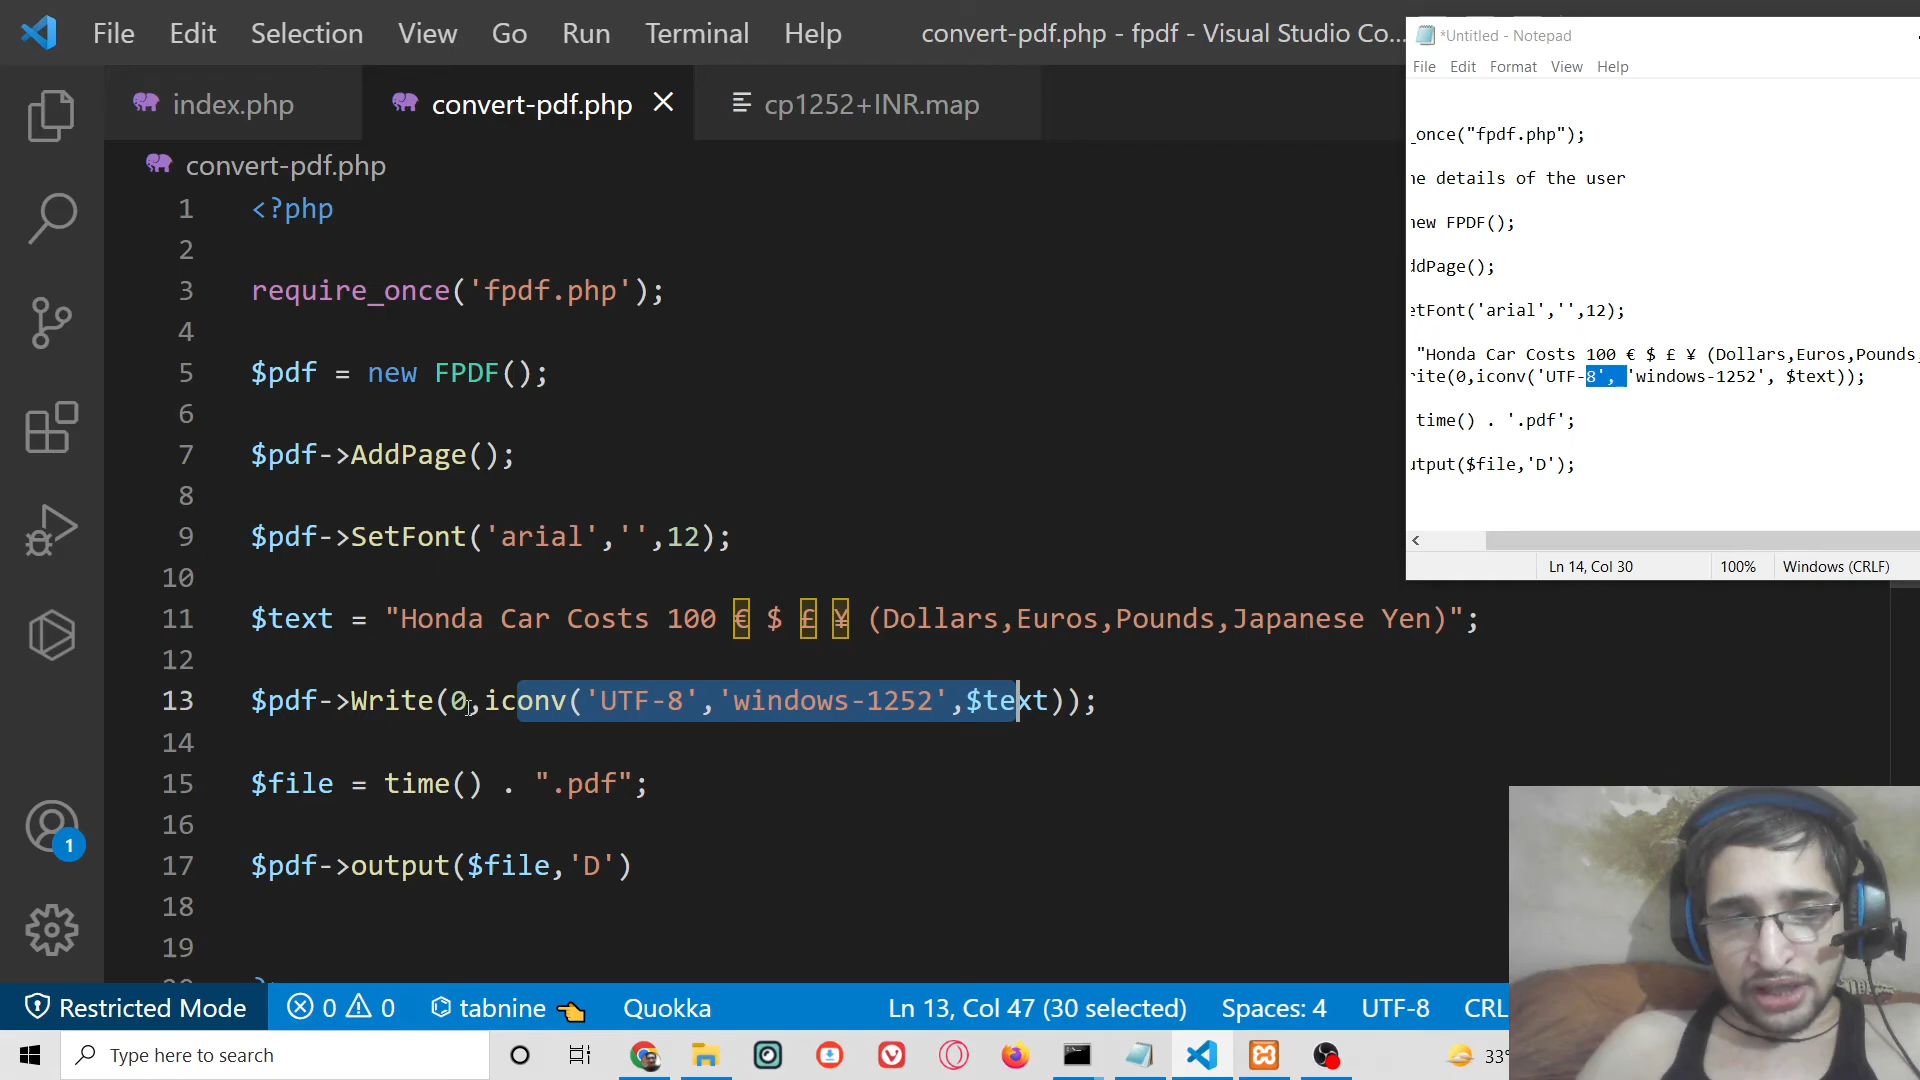 File Edit Selection View Go Run Terminal Help convert-pdf.php - fpdf - Visual Studio Co...
index.php convert-pdf.php cp1252+INR.map
convert-pdf.php
1 <?php
2
3 require_once('fpdf.php');
4
5 $pdf = new FPDF();
6
7 $pdf->AddPage();
8
9 $pdf->SetFont('arial','',12);
10
11 $text = "Honda Car Costs 100 € $ £ ¥ (Dollars,Euros,Pounds,Japanese Yen)";
12
13 $pdf->Write(0,iconv('UTF-8','windows-1252',$text));
14
15 $file = time() . ".pdf";
16
17 $pdf->output($file,'D')
18
19
*Untitled - Notepad
File Edit Format View Help
_once("fpdf.php");
he details of the user
new FPDF();
ddPage();
etFont('arial','',12);
"Honda Car Costs 100 € $ £ ¥ (Dollars,Euros,Pounds,
rite(0,iconv('UTF-8', 'windows-1252', $text));
time() . '.pdf';
utput($file,'D');
Ln 14, Col 30 100% Windows (CRLF)
1
Restricted Mode 0 0 tabnine Quokka Ln 13, Col 47 (30 selected) Spaces: 4 UTF-8 CRL
Type here to search 33°